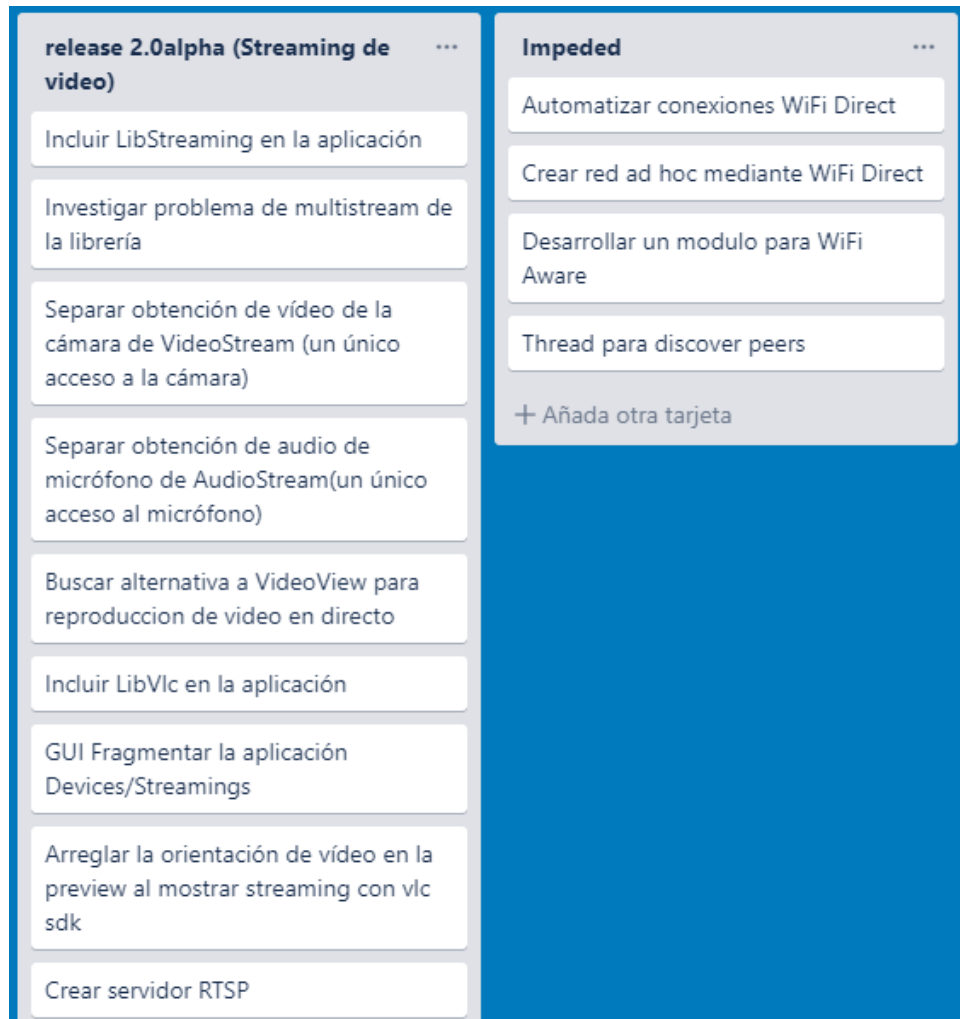 release 2.0alpha (Streaming de
video)
Incluir LibStreaming en la aplicación
Investigar problema de multistream de
la librería
Separar obtención de vídeo de la
cámara de VideoStream (un único
acceso a la cámara)
Separar obtención de audio de
micrófono de AudioStream(un único
acceso al micrófono)
Buscar alternativa a VideoView para
reproduccion de video en directo
Incluir LibVlc en la aplicación
GUI Fragmentar la aplicación
Devices/Streamings
Arreglar la orientación de vídeo en la
preview al mostrar streaming con vlc
sdk
Crear servidor RTSP
Impeded
Automatizar conexiones WiFi Direct
Crear red ad hoc mediante WiFi Direct
Desarrollar un modulo para WiFi
Aware
Thread para discover peers
+ Añada otra tarjeta